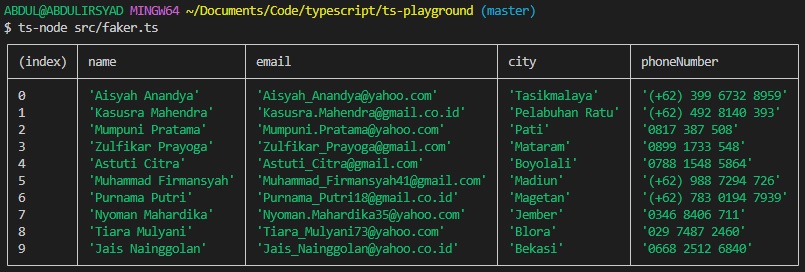 ABDUL@ABDULIRSYAD MINGW64 ~/Documents/Code/typescript/ts-playground (master)
$ ts-node src/faker.ts
(index) name email city phoneNumber
0 'Aisyah Anandya' 'Aisyah_Anandya@yahoo.com' 'Tasikmalaya' '(+62) 399 6732 8959'
1 'Kasusra Mahendra' 'Kasusra.Mahendra@gmail.co.id' 'Pelabuhan Ratu' '(+62) 492 8140 393'
2 'Mumpuni Pratama' 'Mumpuni.Pratama@yahoo.com' 'Pati' '0817 387 508'
3 'Zulfikar Prayoga' 'Zulfikar_Prayoga@gmail.com' 'Mataram' '0899 1733 548'
4 'Astuti Citra' 'Astuti_Citra@gmail.com' 'Boyolali' '0788 1548 5864'
5 'Muhammad Firmansyah' 'Muhammad_Firmansyah41@gmail.com' 'Madiun' '(+62) 988 7294 726'
6 'Purnama Putri' 'Purnama_Putri18@gmail.co.id' 'Magetan' '(+62) 783 0194 7939'
7 'Nyoman Mahardika' 'Nyoman.Mahardika35@yahoo.com' 'Jember' '0346 8406 711'
8 'Tiara Mulyani' 'Tiara_Mulyani73@yahoo.com' 'Blora' '029 7487 2460'
9 'Jais Nainggolan' 'Jais_Nainggolan@yahoo.co.id' 'Bekasi' '0668 2512 6840'